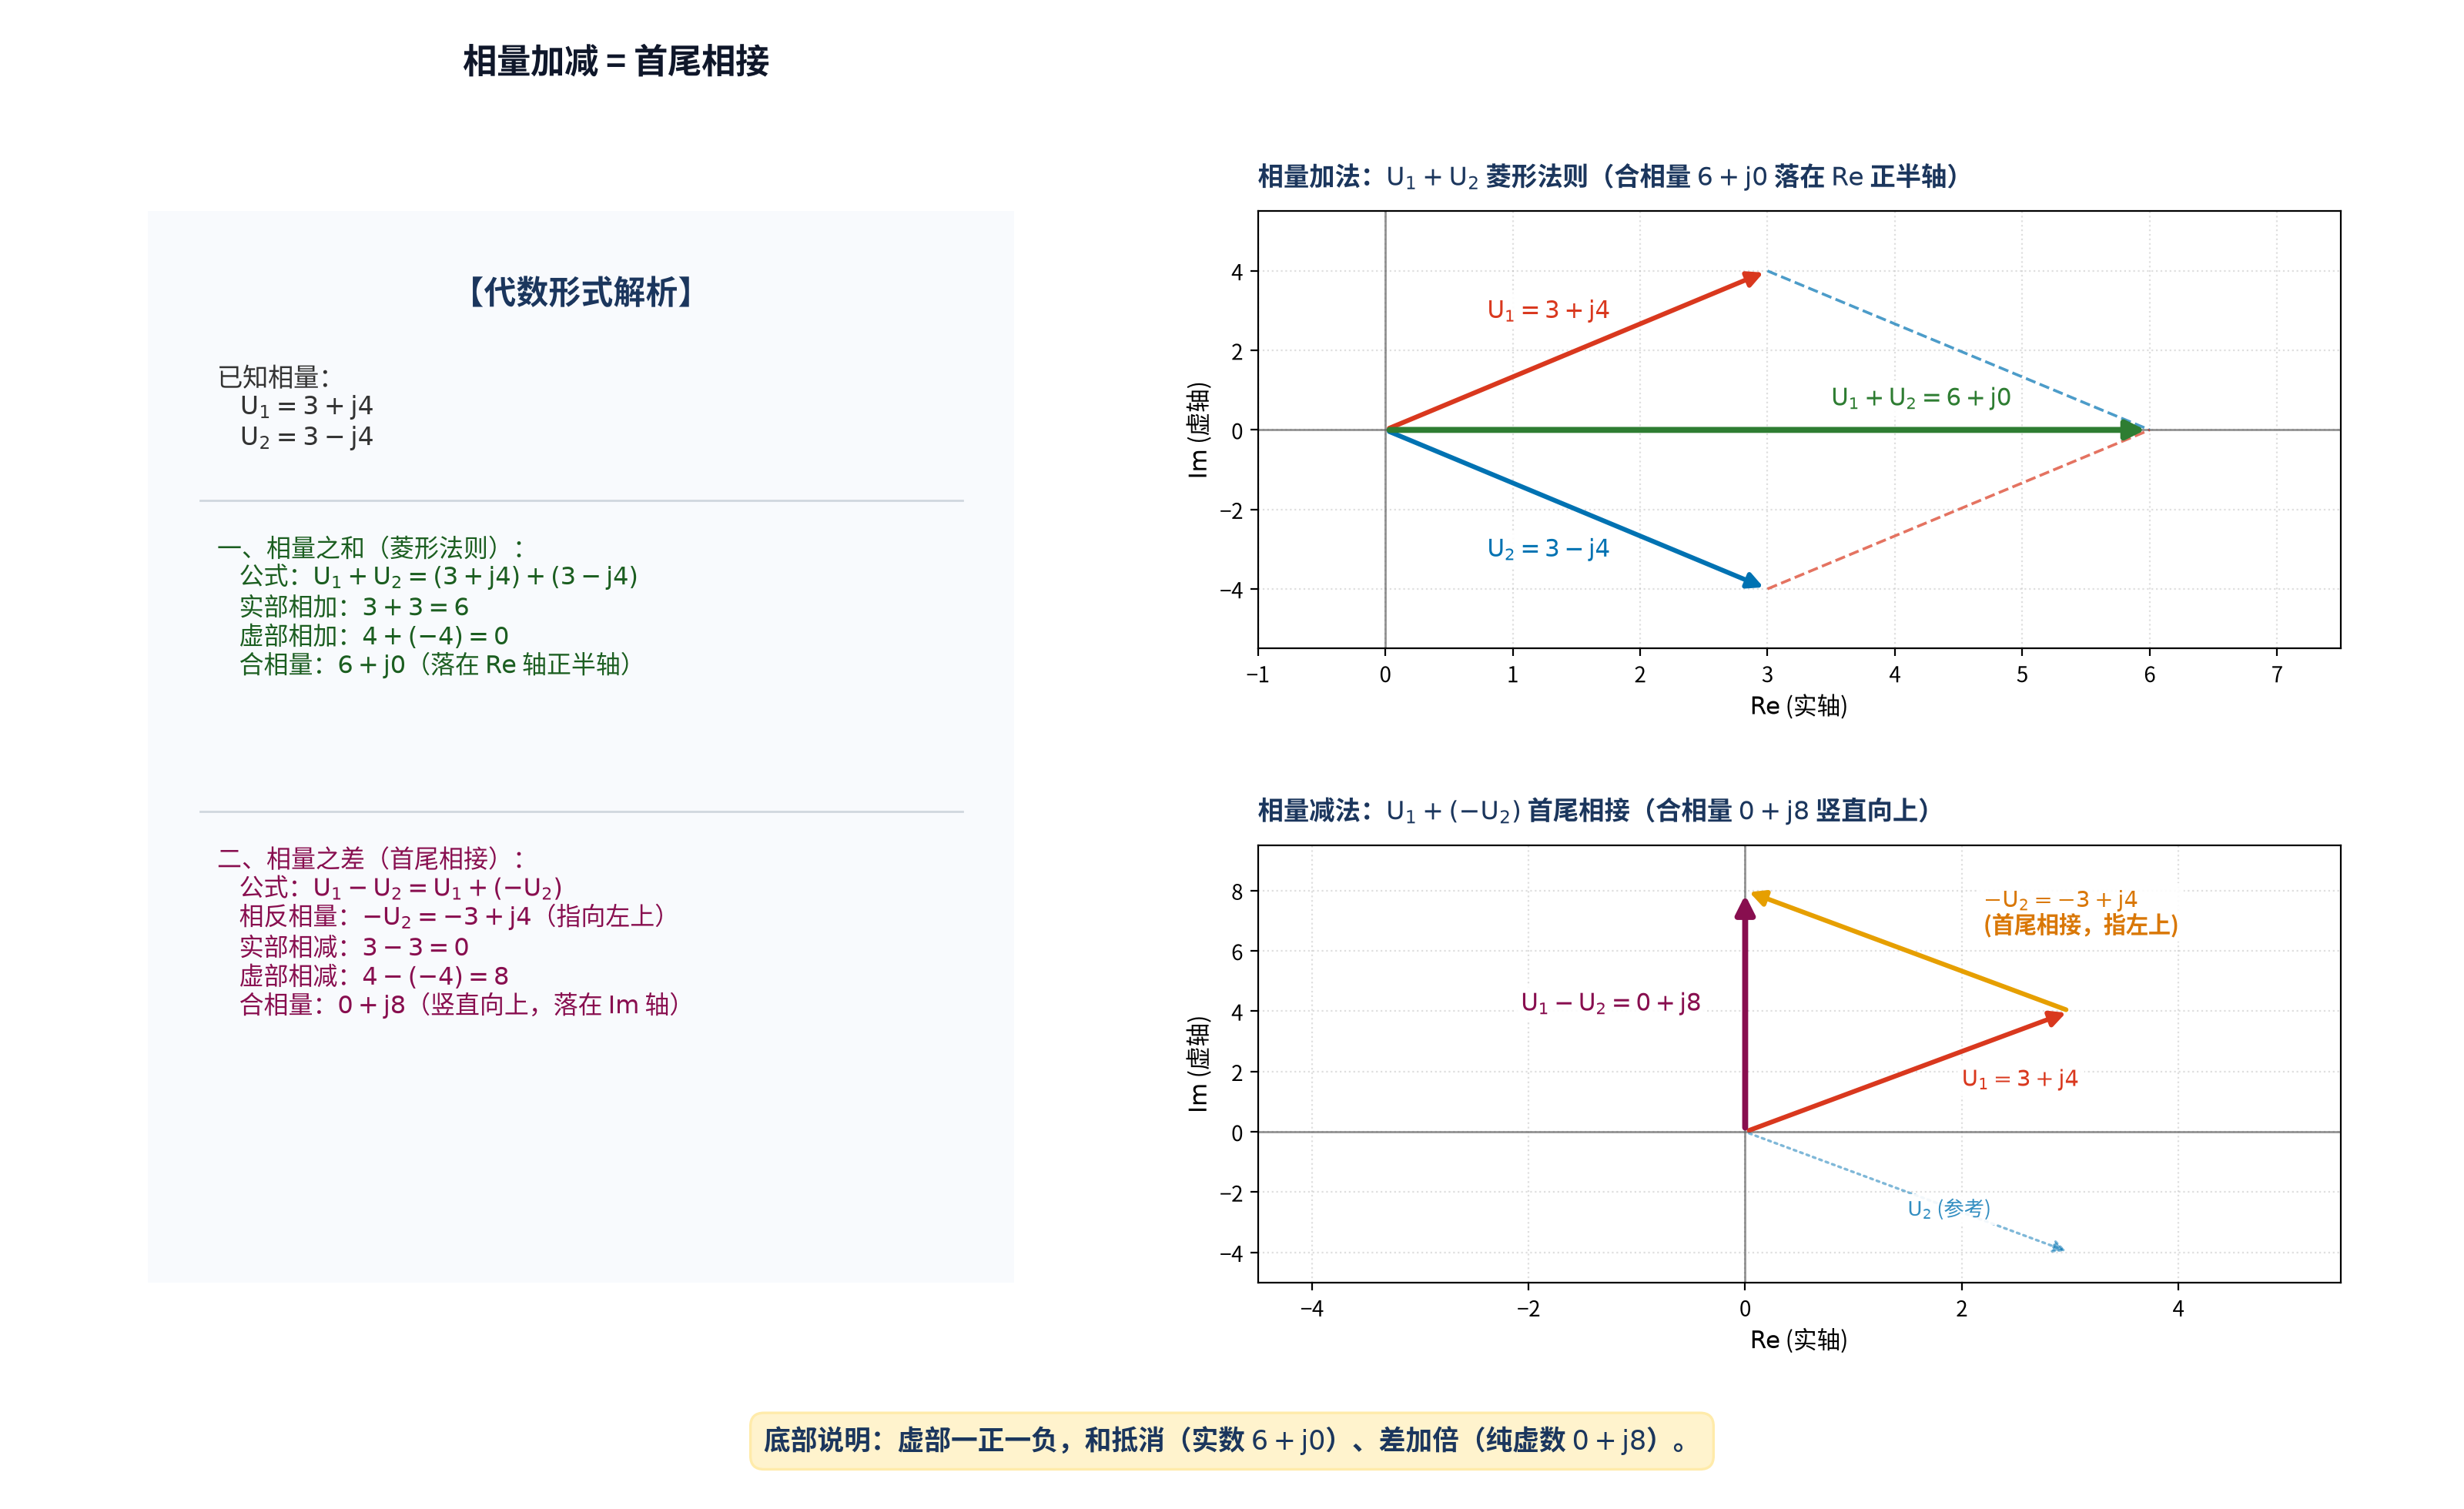 相量加减 = 首尾相接
【代数形式解析】
已知相量：
U₁ = 3 + j4
U₂ = 3 − j4
一、相量之和（菱形法则）：
公式：U₁ + U₂ = (3 + j4) + (3 − j4)
实部相加：3 + 3 = 6
虚部相加：4 + (−4) = 0
合相量：6 + j0（落在 Re 轴正半轴）
二、相量之差（首尾相接）：
公式：U₁ − U₂ = U₁ + (−U₂)
相反相量：−U₂ = −3 + j4（指向左上）
实部相减：3 − 3 = 0
虚部相减：4 − (−4) = 8
合相量：0 + j8（竖直向上，落在 Im 轴）
相量加法：U₁ + U₂ 菱形法则（合相量 6 + j0 落在 Re 正半轴）
4
2
0
−2
−4
Im (虚轴)
U₁ = 3 + j4
U₁ + U₂ = 6 + j0
U₂ = 3 − j4
−1 0 1 2 3 4 5 6 7
Re (实轴)
相量减法：U₁ + (−U₂) 首尾相接（合相量 0 + j8 竖直向上）
8
6
4
2
0
−2
−4
Im (虚轴)
−U₂ = −3 + j4
(首尾相接，指左上)
U₁ − U₂ = 0 + j8
U₁ = 3 + j4
U₂ (参考)
−4 −2 0 2 4
Re (实轴)
底部说明：虚部一正一负，和抵消（实数 6 + j0）、差加倍（纯虚数 0 + j8）。